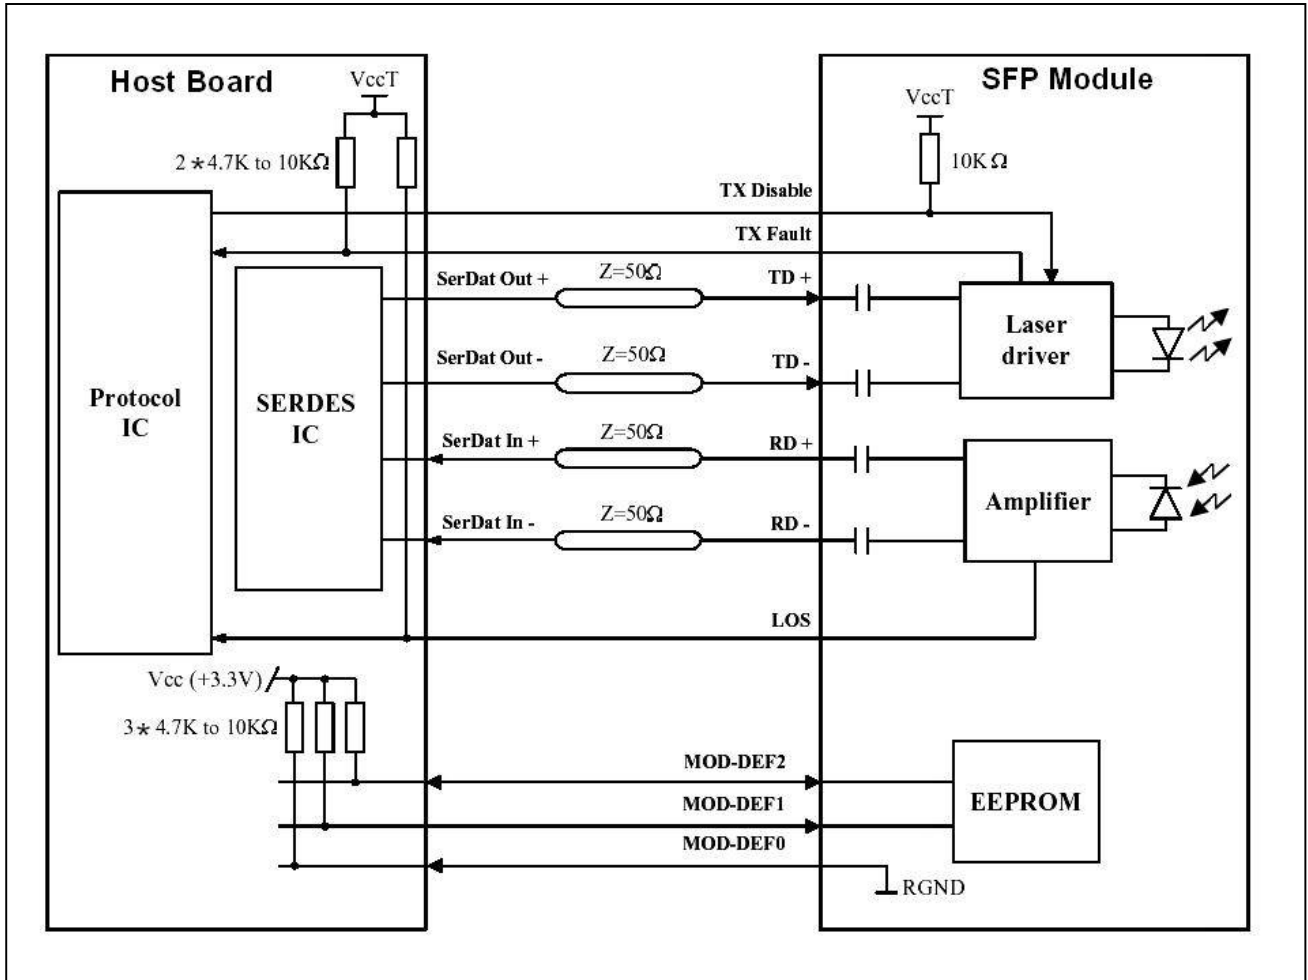 Host Board
SFP Module
VccT
VccT
2*4.7K to 10KΩ
10KΩ
TX Disable
TX Fault
SerDat Out +
Z=50Ω
TD +
Laser
driver
SerDat Out -
Z=50Ω
TD -
Protocol
IC
SERDES
IC
SerDat In +
Z=50Ω
RD +
Amplifier
SerDat In -
Z=50Ω
RD -
LOS
Vcc (+3.3V)
3*4.7K to 10KΩ
MOD-DEF2
MOD-DEF1
EEPROM
MOD-DEF0
RGND